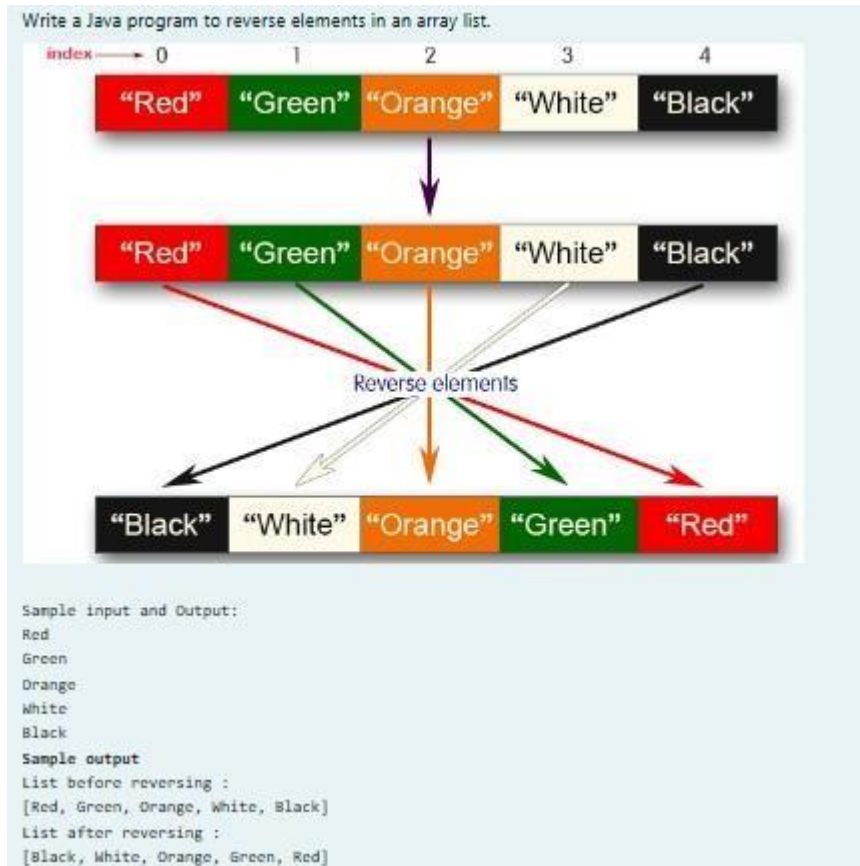 Write a Java program to reverse elements in an array list.
index 0 1 2 3 4
“Red” “Green” “Orange” “White” “Black”
“Red” “Green” “Orange” “White” “Black”
Reverse elements
“Black” “White” “Orange” “Green” “Red”
Sample input and Output:
Red
Green
Orange
White
Black
Sample output
List before reversing :
[Red, Green, Orange, White, Black]
List after reversing :
[Black, White, Orange, Green, Red]